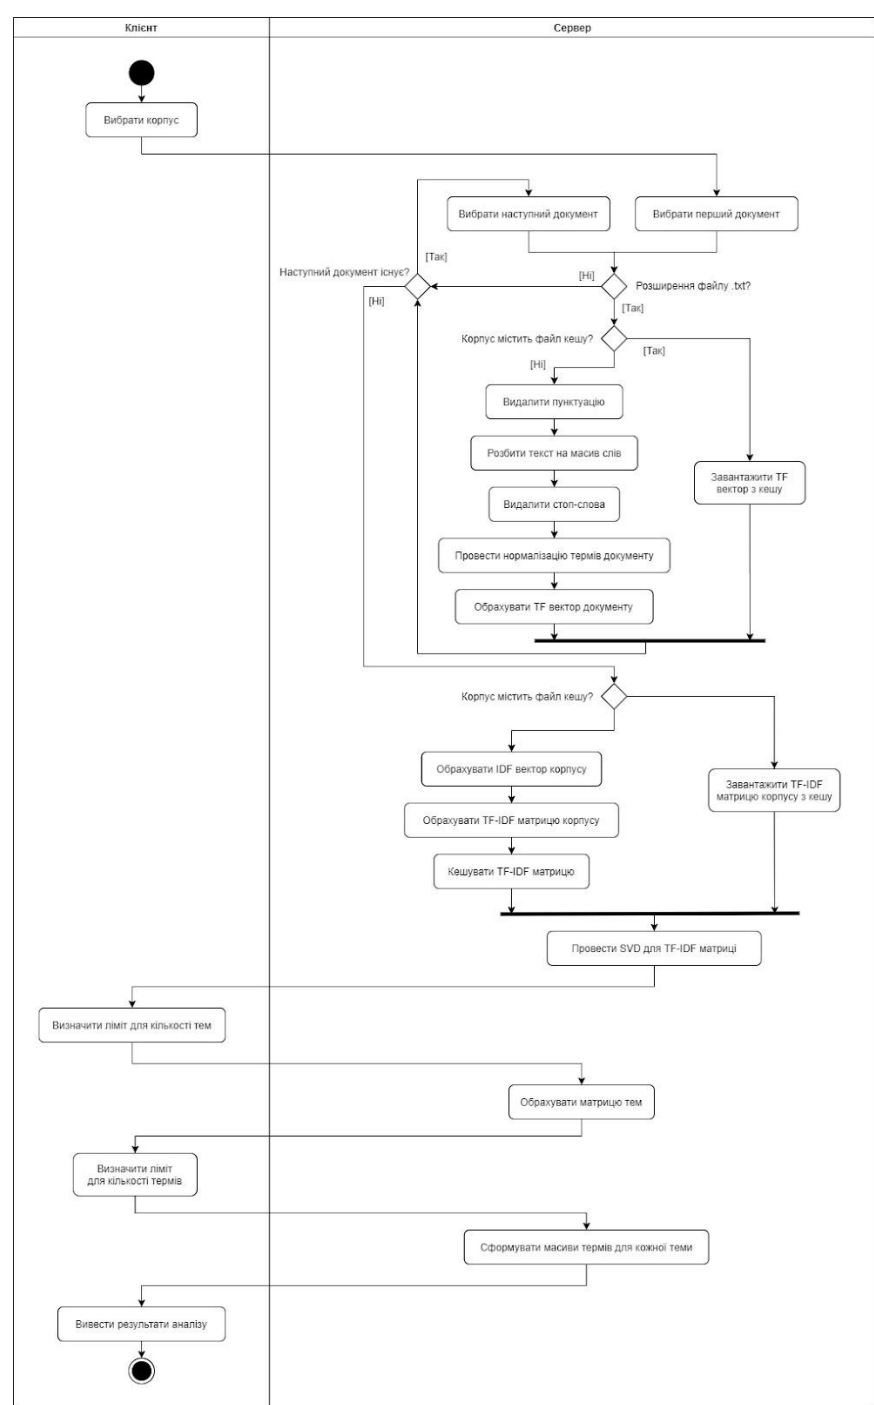 Клієнт
Сервер
Вибрати корпус
Вибрати наступний документ
Вибрати перший документ
[Так]
Наступний документ існує?
[Ні]
Розширення файлу .txt?
[Ні]
[Так]
Корпус містить файл кешу?
[Так]
[Ні]
Видалити пунктуацію
Розбити текст на масив слів
Завантажити TF
вектор з кешу
Видалити стоп-слова
Провести нормалізацію термів документу
Обрахувати TF вектор документу
Корпус містить файл кешу?
Обрахувати IDF вектор корпусу
Завантажити TF-IDF
матрицю корпусу з кешу
Обрахувати TF-IDF матрицю корпусу
Кешувати TF-IDF матрицю
Провести SVD для TF-IDF матриці
Визначити ліміт для кількості тем
Обрахувати матрицю тем
Визначити ліміт
для кількості термів
Сформувати масиви термів для кожної теми
Вивести результати аналізу